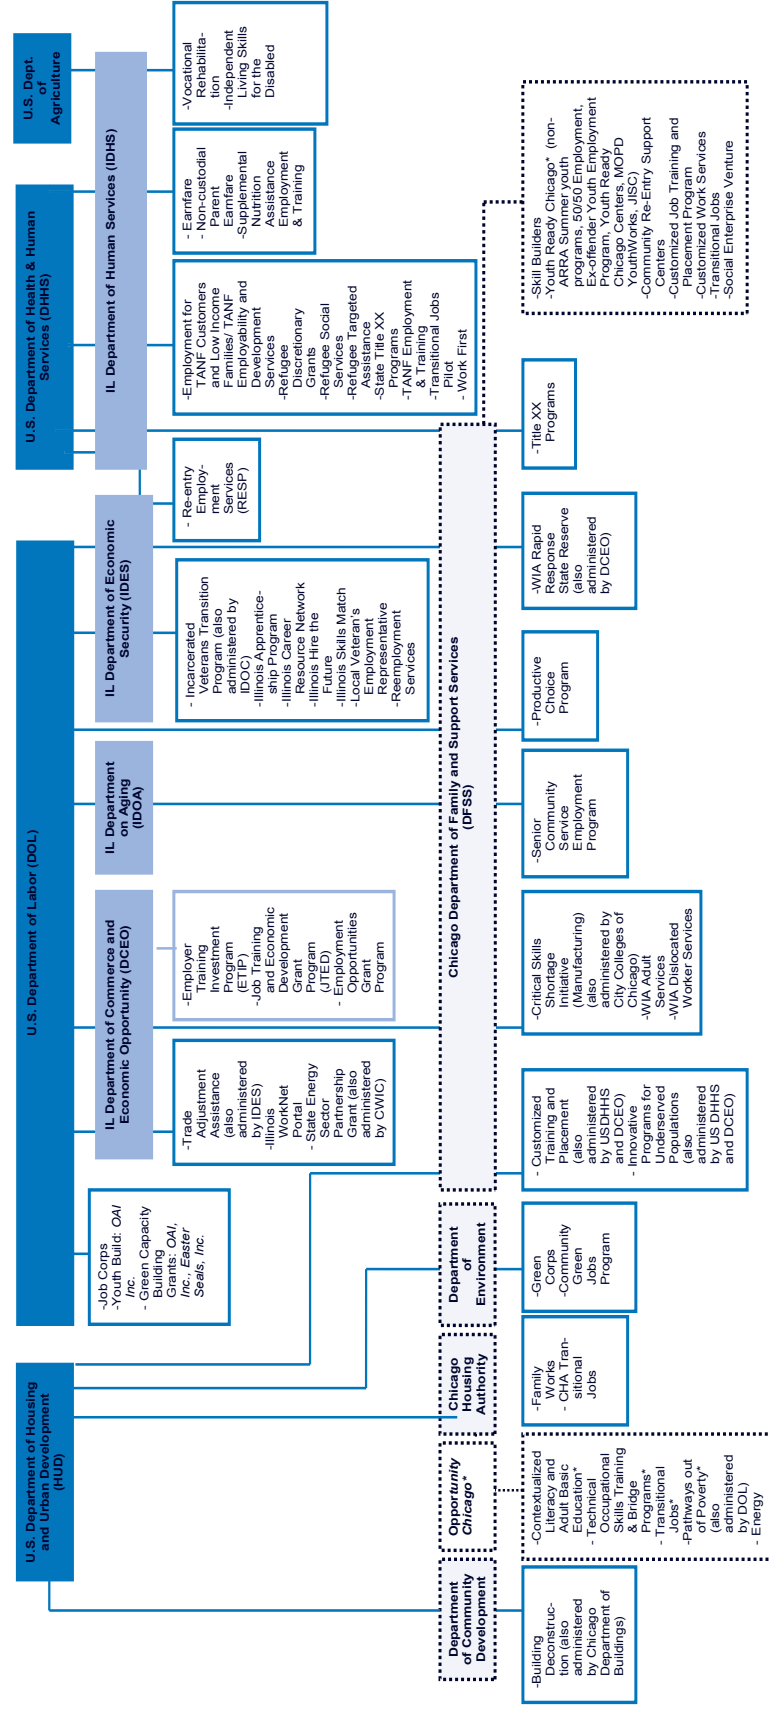 U.S. Department of Housing
and Urban Development
(HUD)
U.S. Department of Labor (DOL)
U.S. Department of Health & Human
Services (DHHS)
U.S. Dept.
of
Agriculture
-Job Corps
-Youth Build: OAI
Inc.
- Green Capacity
Building
Grants: OAI,
Inc., Easter
Seals, Inc.
IL Department of Commerce and
Economic Opportunity (DCEO)
IL Department
on Aging
(IDOA)
IL Department of Economic
Security (IDES)
IL Department of Human Services (IDHS)
-Trade
Adjustment
Assistance
(also
administered
by IDES)
-Illinois
WorkNet
Portal
- State Energy
Sector
Partnership
Grant (also
administered
by CWIC)
-Employer
Training
Investment
Program
(ETIP)
-Job Training
and Economic
Development
Grant
Program
(JTED)
- Employment
Opportunities
Grant
Program
- Incarcerated
Veterans Transition
Program (also
administered by
IDOC)
-Illinois Apprentice-
ship Program
-Illinois Career
Resource Network
-Illinois Hire the
Future
-Illinois Skills Match
-Local Veteran's
Employment
Representative
-Reemployment
Services
- Re-entry
Employ-
ment
Services
(RESP)
-Employment for
TANF Customers
and Low Income
Families/ TANF
Employability and
Development
Services
-Refugee
Discretionary
Grants
-Refugee Social
Services
-Refugee Targeted
Assistance
-State Title XX
Programs
-TANF Employment
& Training
-Transitional Jobs
Pilot
- Work First
- Earnfare
- Non-custodial
Parent
Earnfare
-Supplemental
Nutrition
Assistance
Employment
& Training
-Vocational
Rehabilita-
tion
-Independent
Living Skills
for the
Disabled
Department
of Community
Development
Opportunity
Chicago*
Chicago
Housing
Authority
Department
of
Environment
Chicago Department of Family and Support Services
(DFSS)
-Building
Deconstruc-
tion (also
administered
by Chicago
Department of
Buildings)
-Contextualized
Literacy and
Adult Basic
Education*
- Technical
Occupational
Skills Training
& Bridge
Programs*
- Transitional
Jobs*
-Pathways out
of Poverty*
(also
administered
by DOL)
- Energy
-Family
Works
- CHA Tran-
sitional
Jobs
-Green
Corps
-Community
Green
Jobs
Program
- Customized
Training and
Placement
(also
administered
by USDHHS
and DCEO)
- Innovative
Programs for
Underserved
Populations
(also
administered
by US DHHS
and DCEO)
-Critical Skills
Shortage
Initiative
(Manufacturing)
(also
administered by
City Colleges of
Chicago)
-WIA Adult
Services
-WIA Dislocated
Worker Services
-Senior
Community
Service
Employment
Program
-Productive
Choice
Program
-WIA Rapid
Response
State Reserve
(also
administered
by DCEO)
-Title XX
Programs
-Skill Builders
-Youth Ready Chicago* (non-
ARRA Summer youth
programs, 50/50 Employment,
Ex-offender Youth Employment
Program, Youth Ready
Chicago Centers, MOPD
YouthWorks, JISC)
-Community Re-Entry Support
Centers
-Customized Job Training and
Placement Program
-Customized Work Services
-Transitional Jobs
-Social Enterprise Venture